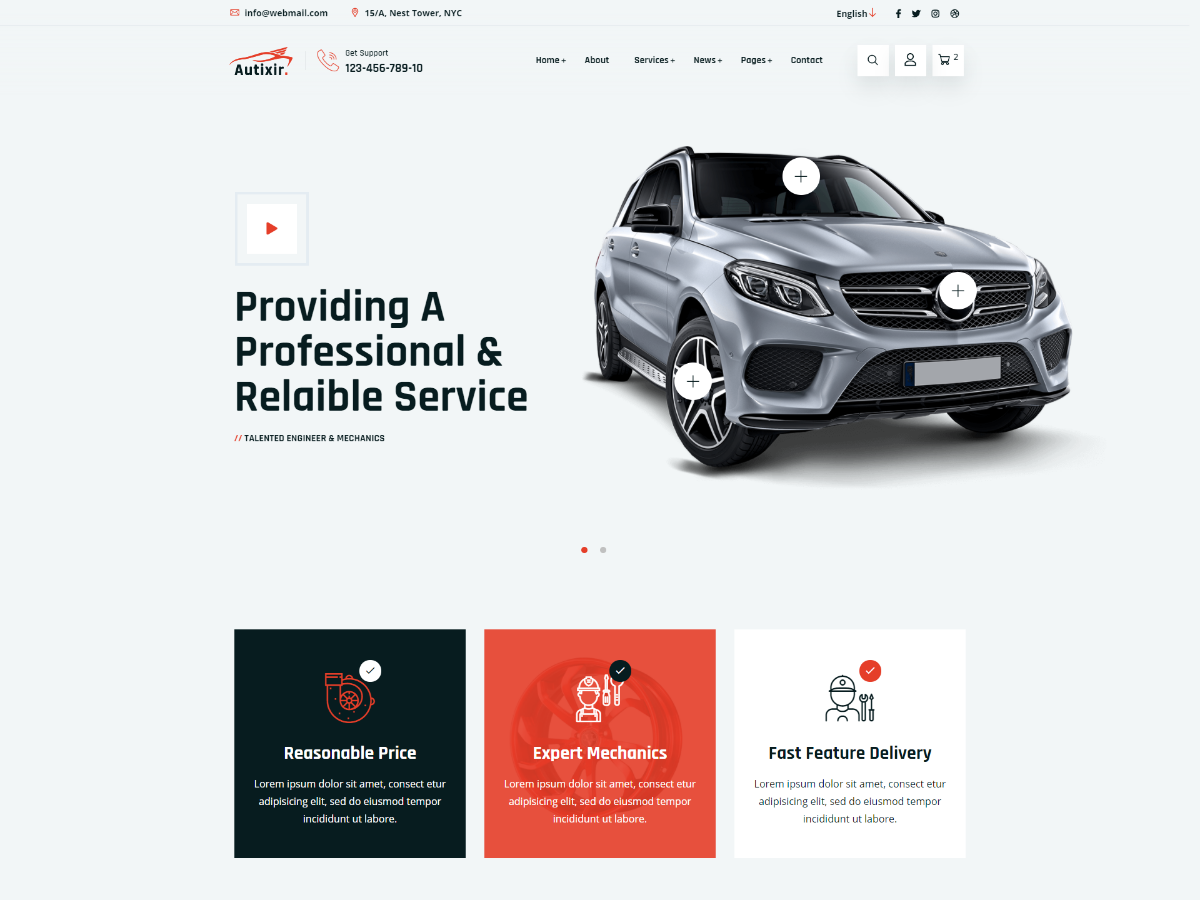 info@webmail.com
15/A, Nest Tower, NYC
English
Autixir.
Get Support
123-456-789-10
Home +
About
Services +
News +
Pages +
Contact
2
Providing A
Professional &
Relaible Service
// TALENTED ENGINEER & MECHANICS
Reasonable Price
Lorem ipsum dolor sit amet, consect etur
adipisicing elit, sed do eiusmod tempor
incididunt ut labore.
Expert Mechanics
Lorem ipsum dolor sit amet, consect etur
adipisicing elit, sed do eiusmod tempor
incididunt ut labore.
Fast Feature Delivery
Lorem ipsum dolor sit amet, consect etur
adipisicing elit, sed do eiusmod tempor
incididunt ut labore.